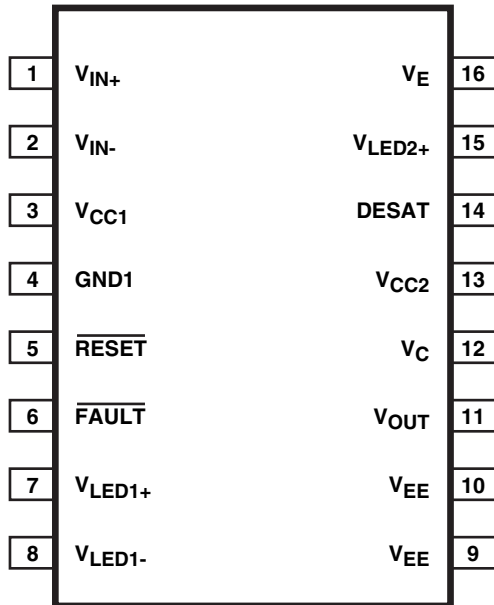 1 VIN+ VE 16
2 VIN- VLED2+ 15
3 VCC1 DESAT 14
4 GND1 VCC2 13
5 RESET VC 12
6 FAULT VOUT 11
7 VLED1+ VEE 10
8 VLED1- VEE 9